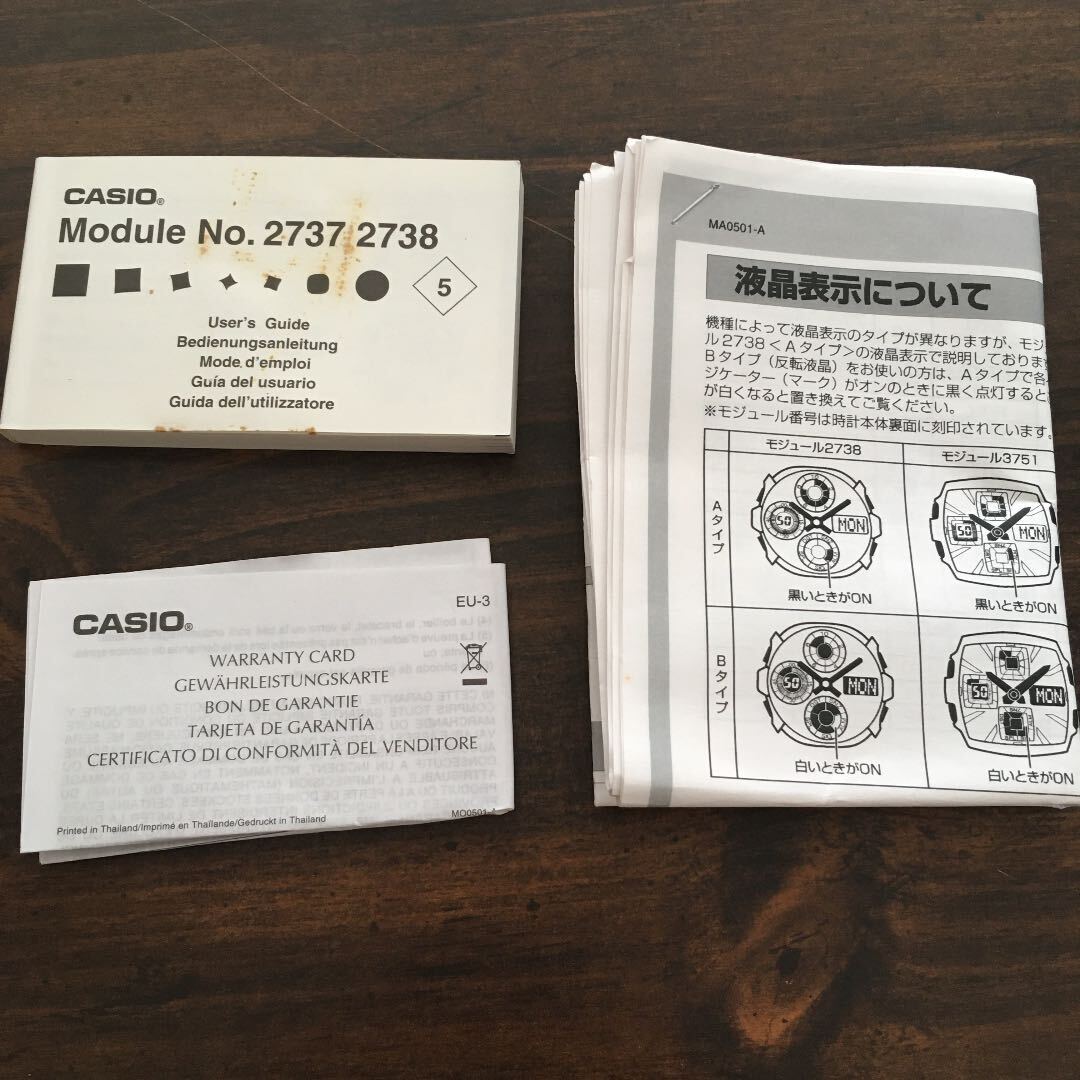 CASIO®
Module No. 2737 2738
5
User's Guide
Bedienungsanleitung
Mode d'emploi
Guía del usuario
Guida dell'utilizzatore
CASIO®
EU-3
WARRANTY CARD
GEWÄHRLEISTUNGSKARTE
BON DE GARANTIE
TARJETA DE GARANTÍA
CERTIFICATO DI CONFORMITÀ DEL VENDITORE
Printed in Thailand/Imprimé en Thaïlande/Gedruckt in Thailand
MO0501-A
MA0501-A
液晶表示について
機種によって液晶表示のタイプが異なりますが、モジ
ル2738<Aタイプ>の液晶表示で説明しております
Bタイプ（反転液晶）をお使いの方は、Aタイプで各
ジケーター（マーク）がオンのときに黒く点灯すると
が白くなると置き換えてご覧ください。
※モジュール番号は時計本体裏面に刻印されています。
モジュール2738
モジュール3751
Aタイプ
50
MON
50
MON
黒いときがON
黒いときがON
Bタイプ
50
MON
50
MON
白いときがON
白いときがON